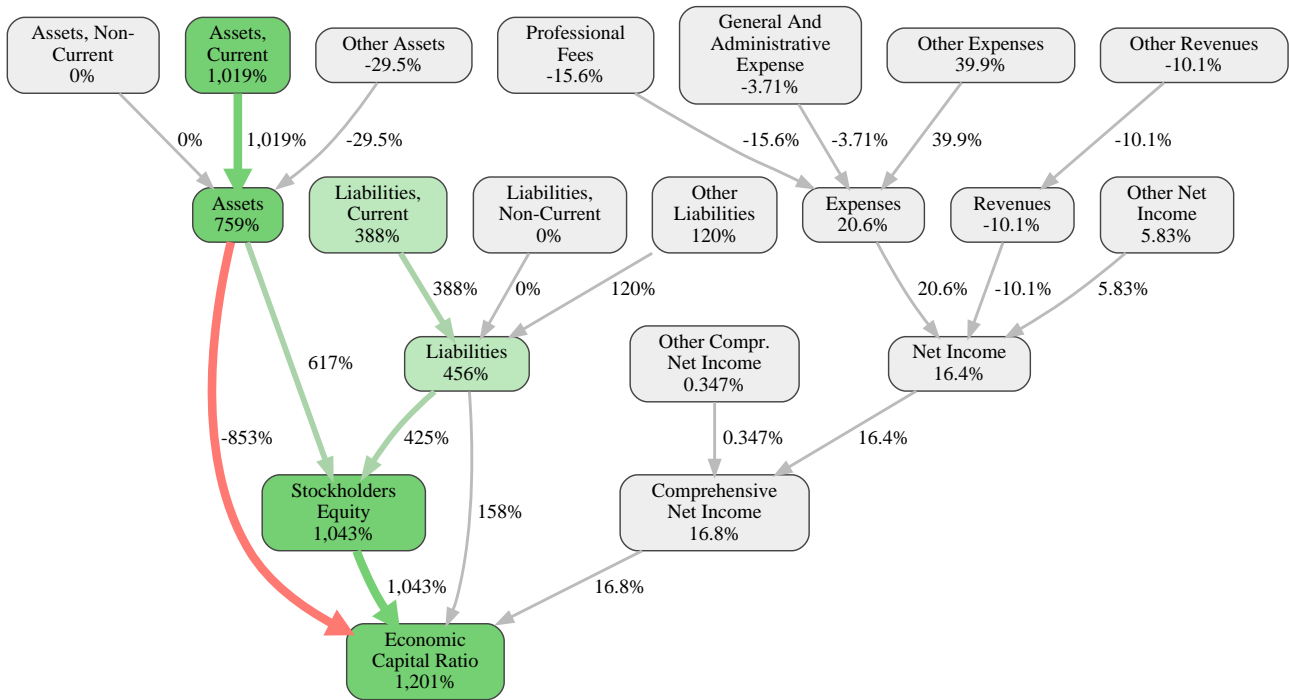 Assets, Non-
Current
0%
Assets,
Current
1,019%
Other Assets
-29.5%
Professional
Fees
-15.6%
General And
Administrative
Expense
-3.71%
Other Expenses
39.9%
Other Revenues
-10.1%
0%
1,019%
-29.5%
-15.6%
-3.71%
39.9%
-10.1%
Assets
759%
Liabilities,
Current
388%
Liabilities,
Non-Current
0%
Other
Liabilities
120%
Expenses
20.6%
Revenues
-10.1%
Other Net
Income
5.83%
388%
0%
120%
20.6%
-10.1%
5.83%
617%
Liabilities
456%
Other Compr.
Net Income
0.347%
Net Income
16.4%
-853%
425%
0.347%
16.4%
Stockholders
Equity
1,043%
158%
Comprehensive
Net Income
16.8%
1,043%
16.8%
Economic
Capital Ratio
1,201%